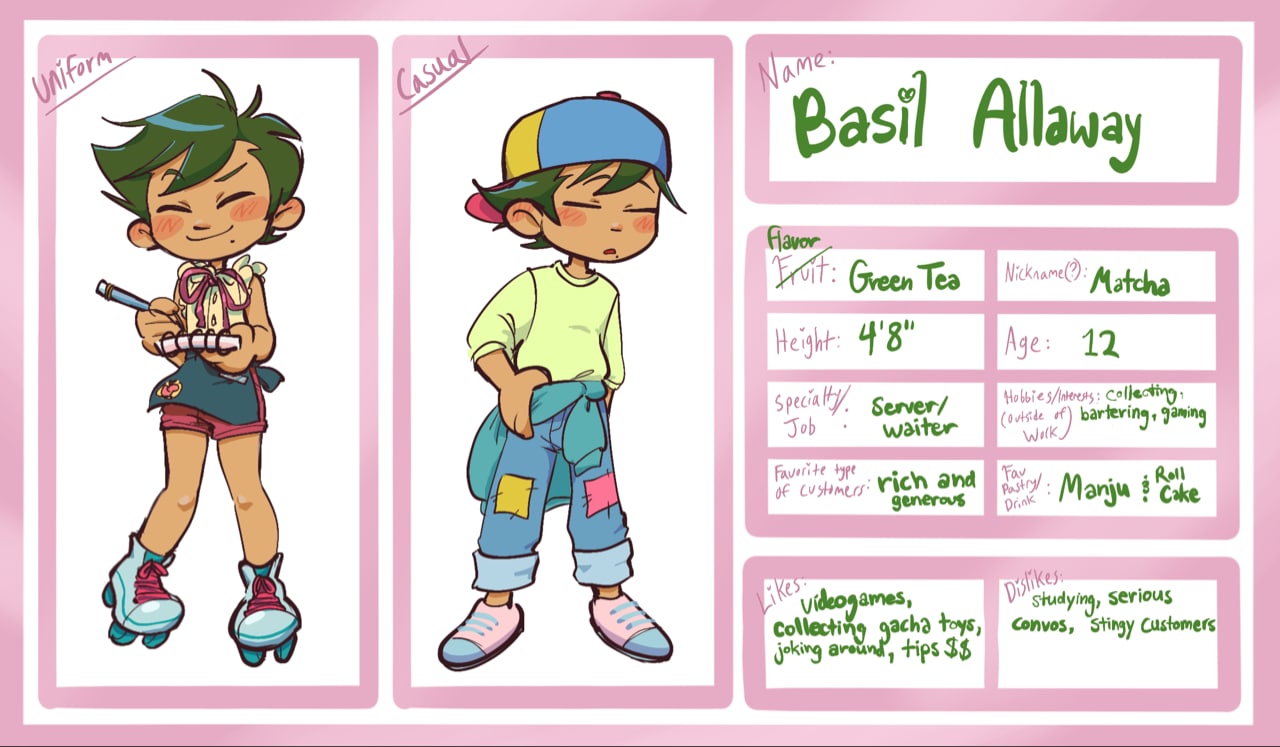 Uniform
Casual
Name:
Basil Allaway
Flavor
Fruit: Green Tea
Nickname(?): Matcha
Height: 4'8"
Age: 12
Specialty/ Server/
Job : waiter
Hobbies/Interests: collecting,
(outside of bartering, gaming
Work)
Favorite type
of customers: rich and
generous
Fav
Pastry/ : Manju & Roll
Drink Cake
Likes:
videogames,
collecting gacha toys,
joking around, tips $$
Dislikes:
studying, serious
convos, stingy customers